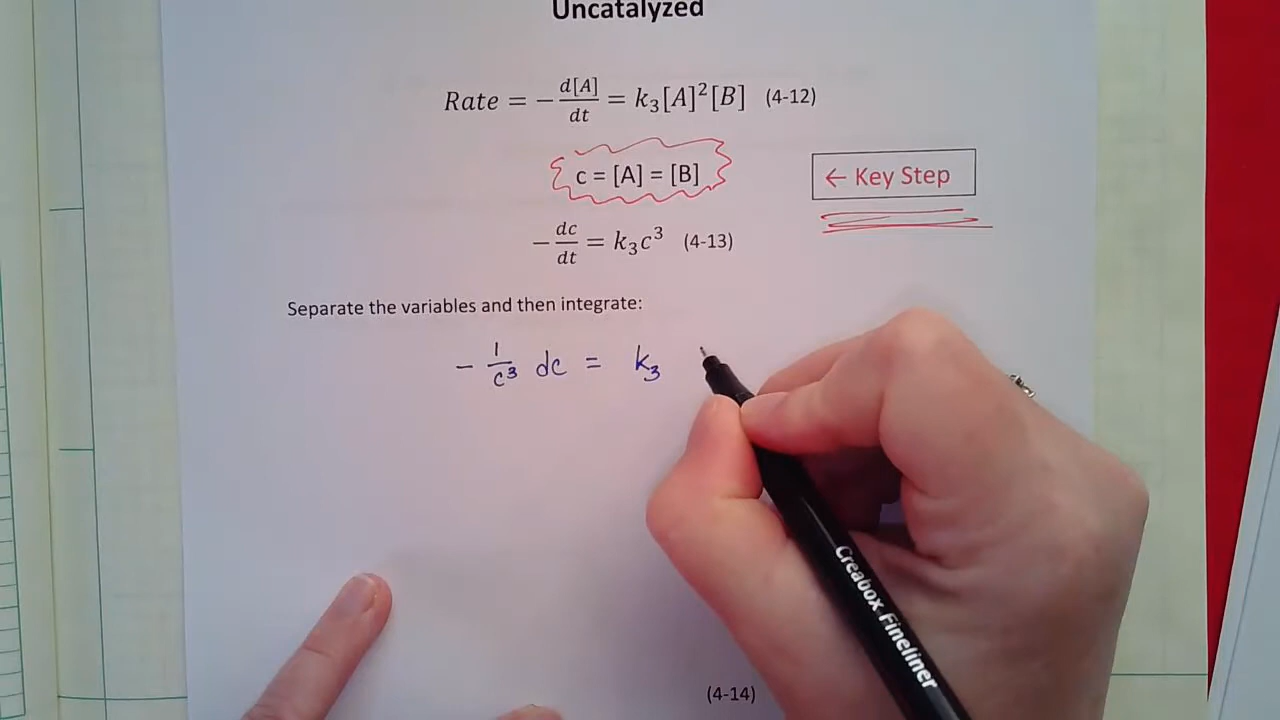 Uncatalyzed
Rate = −d[A]/dt = k₃[A]²[B] (4-12)
c = [A] = [B]
← Key Step
−dc/dt = k₃c³ (4-13)
Separate the variables and then integrate:
− 1/c³ dc = k₃
Creabox Fineliner
(4-14)